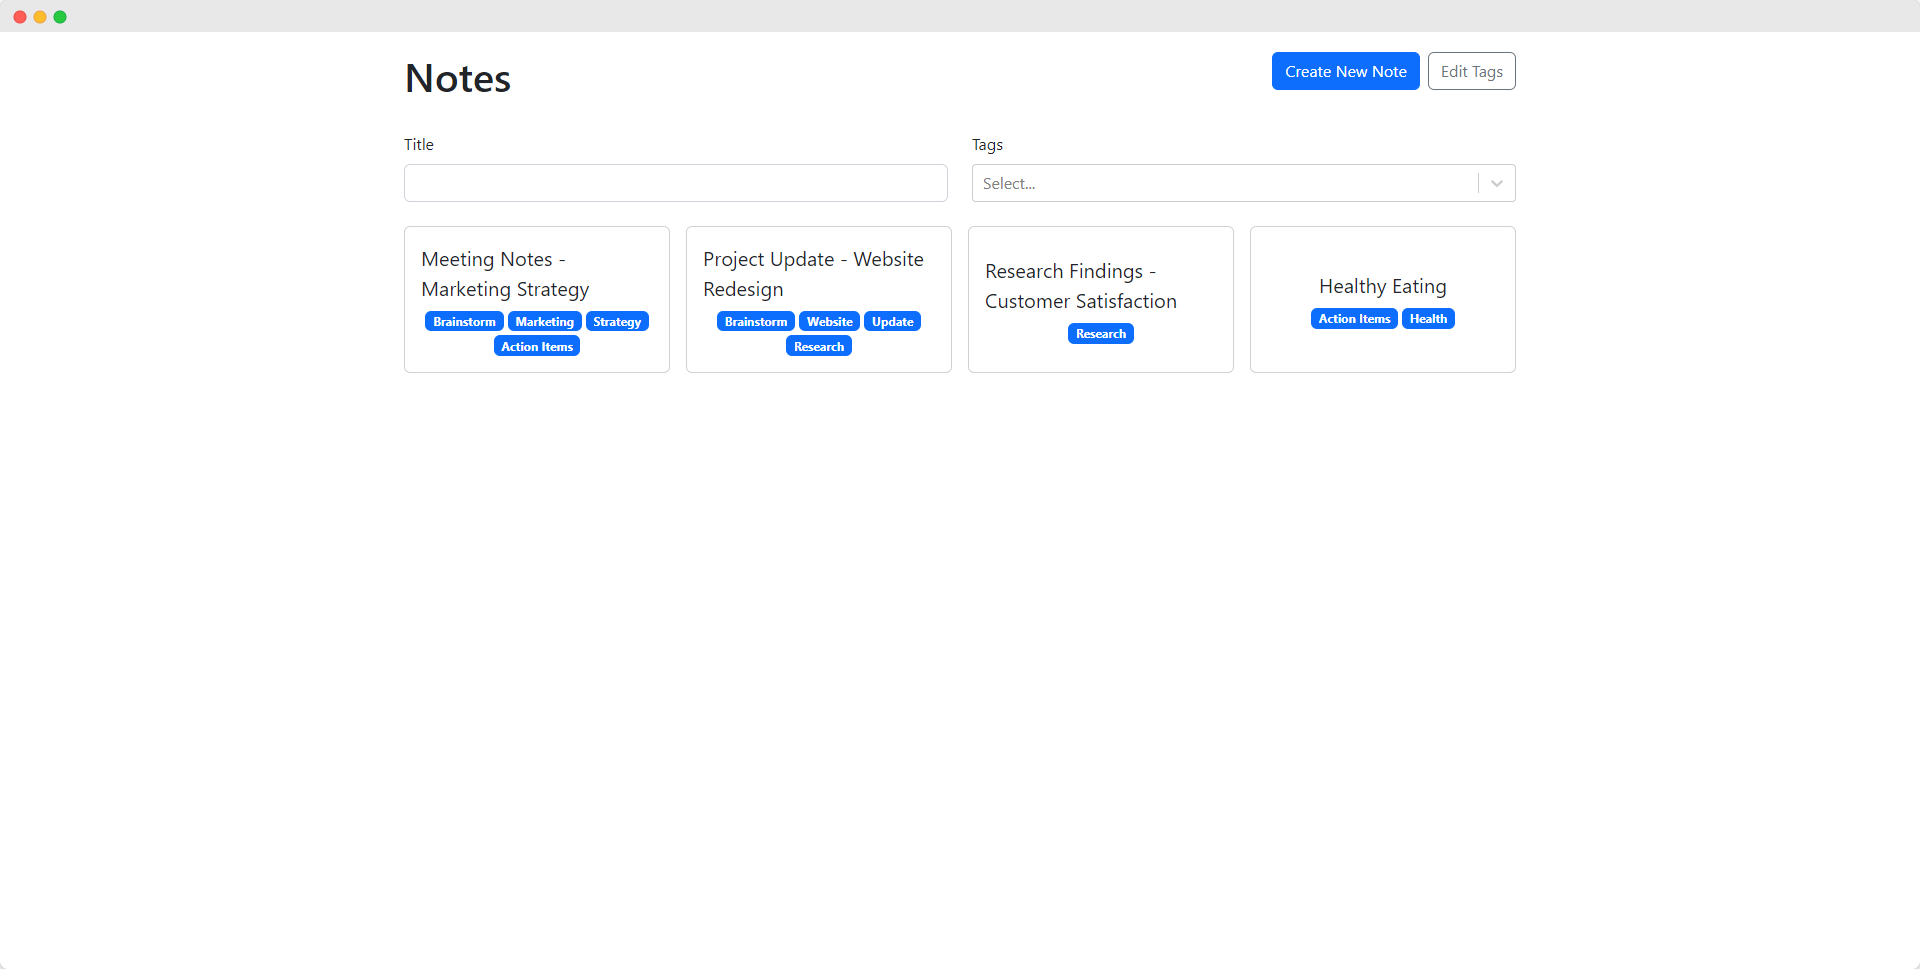 Notes
Create New Note
Edit Tags
Title
Tags
Select...
Meeting Notes -
Marketing Strategy
Brainstorm Marketing Strategy
Action Items
Project Update - Website
Redesign
Brainstorm Website Update
Research
Research Findings -
Customer Satisfaction
Research
Healthy Eating
Action Items Health